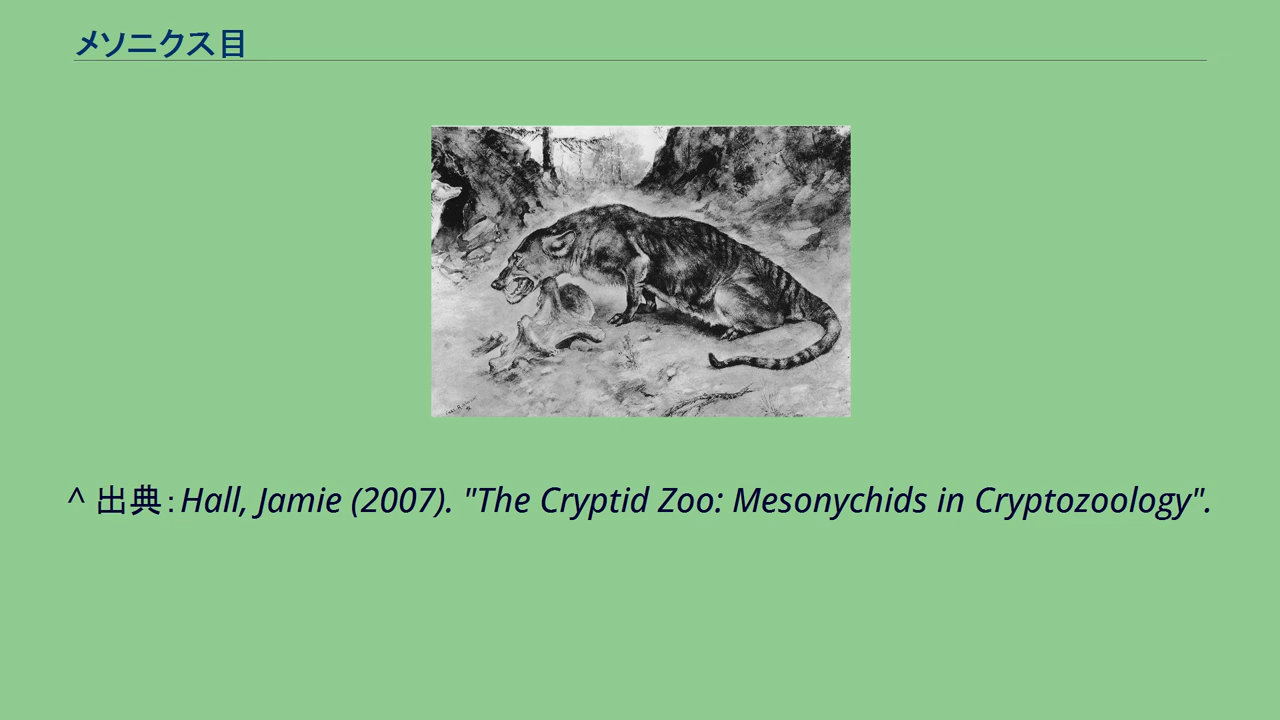 メソニクス目
^ 出典：Hall, Jamie (2007). "The Cryptid Zoo: Mesonychids in Cryptozoology".